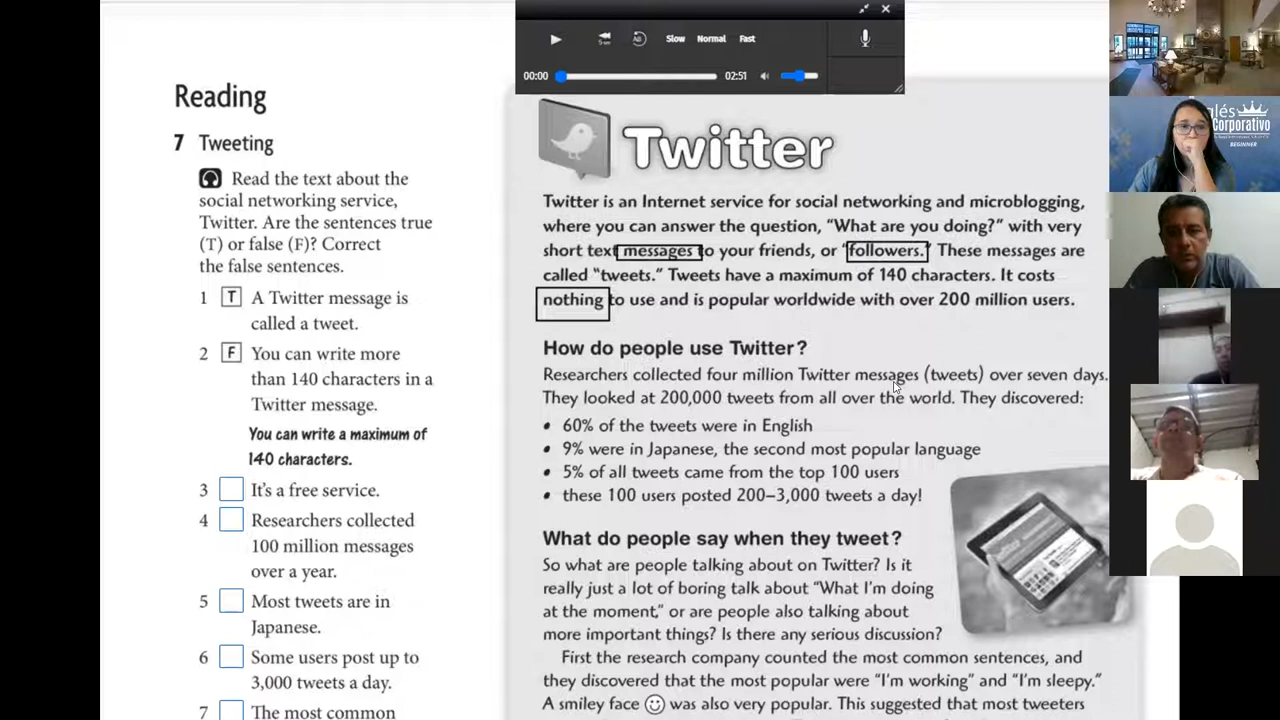 00:00
Slow Normal Fast
02:51
Reading
7 Tweeting
Read the text about the
social networking service,
Twitter. Are the sentences true
(T) or false (F)? Correct
the false sentences.
1 T A Twitter message is
called a tweet.
2 F You can write more
than 140 characters in a
Twitter message.
You can write a maximum of
140 characters.
3 It's a free service.
4 Researchers collected
100 million messages
over a year.
5 Most tweets are in
Japanese.
6 Some users post up to
3,000 tweets a day.
7 The most common
Twitter
Twitter is an Internet service for social networking and microblogging,
where you can answer the question, “What are you doing?” with very
short text messages to your friends, or “followers.” These messages are
called “tweets.” Tweets have a maximum of 140 characters. It costs
nothing to use and is popular worldwide with over 200 million users.
How do people use Twitter?
Researchers collected four million Twitter messages (tweets) over seven days.
They looked at 200,000 tweets from all over the world. They discovered:
• 60% of the tweets were in English
• 9% were in Japanese, the second most popular language
• 5% of all tweets came from the top 100 users
• these 100 users posted 200–3,000 tweets a day!
What do people say when they tweet?
So what are people talking about on Twitter? Is it
really just a lot of boring talk about “What I'm doing
at the moment,” or are people also talking about
more important things? Is there any serious discussion?
First the research company counted the most common sentences, and
they discovered that the most popular were “I'm working” and “I'm sleepy.”
A smiley face was also very popular. This suggested that most tweeters
glés
Corporativo
BEGINNER